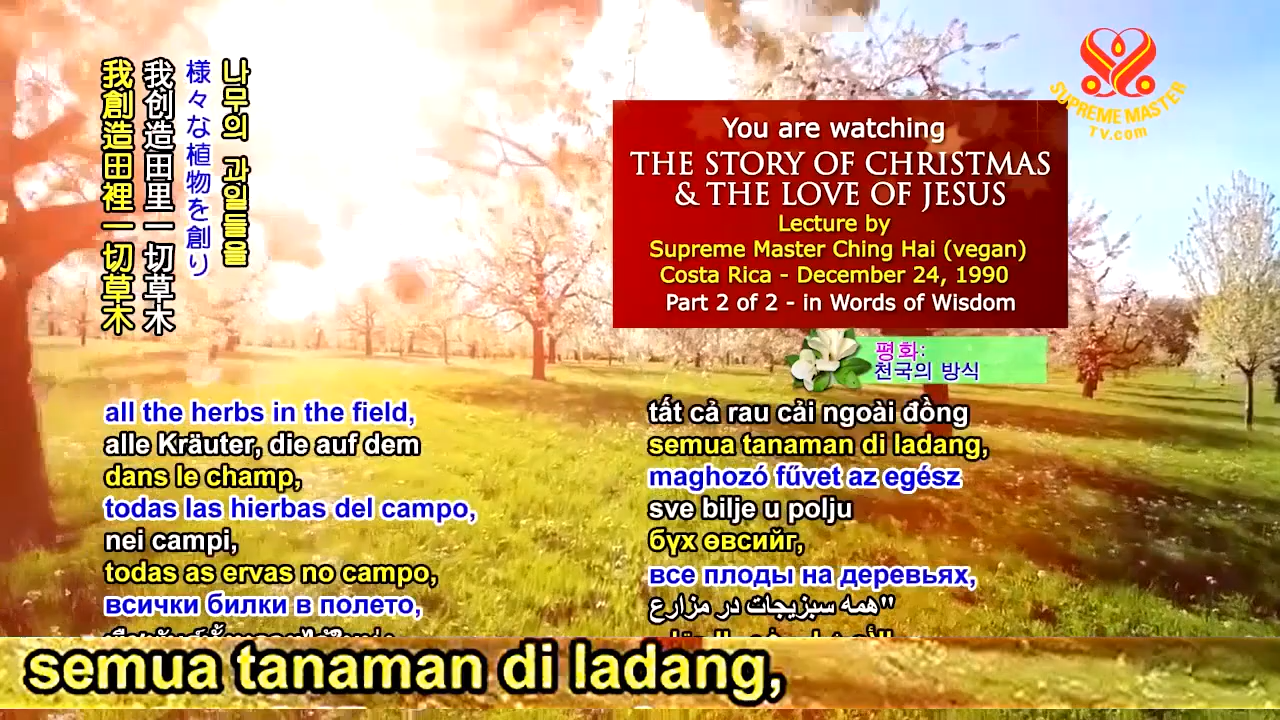 나무의 과일들을
様々な植物を創り
我创造田里一切草木
我創造田裡一切草木
SUPREME MASTER
TV.com
You are watching
THE STORY OF CHRISTMAS
& THE LOVE OF JESUS
Lecture by
Supreme Master Ching Hai (vegan)
Costa Rica - December 24, 1990
Part 2 of 2 - in Words of Wisdom
평화:
천국의 방식
all the herbs in the field,
alle Kräuter, die auf dem
dans le champ,
todas las hierbas del campo,
nei campi,
todas as ervas no campo,
всички билки в полето,
tất cả rau cải ngoài đồng
semua tanaman di ladang,
maghozó fűvet az egész
sve bilje u polju
бүх өвсийг,
все плоды на деревьях,
"همه سبزیجات در مزارع
semua tanaman di ladang,